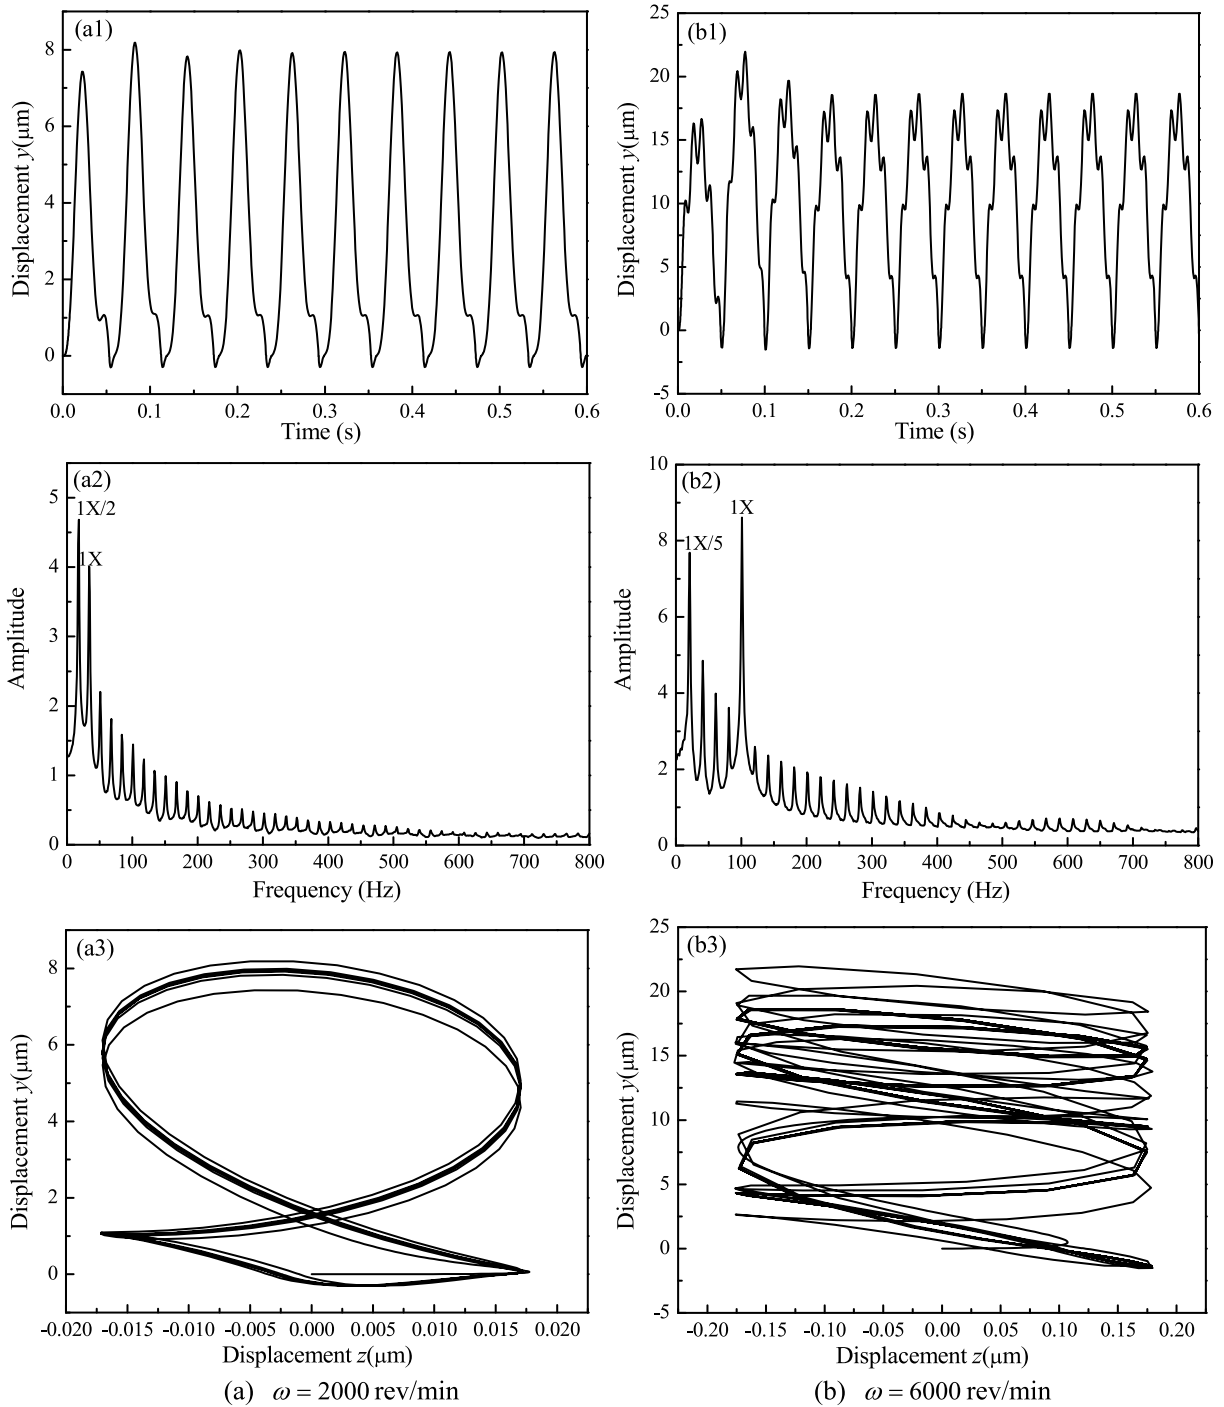 (a1)
Displacement y(μm)
8
6
4
2
0
0.0 0.1 0.2 0.3 0.4 0.5 0.6
Time (s)
(b1)
Displacement y(μm)
25
20
15
10
5
0
-5
0.0 0.1 0.2 0.3 0.4 0.5 0.6
Time (s)
(a2)
1X/2
1X
Amplitude
5
4
3
2
1
0
0 100 200 300 400 500 600 700 800
Frequency (Hz)
(b2)
1X
1X/5
Amplitude
10
8
6
4
2
0
0 100 200 300 400 500 600 700 800
Frequency (Hz)
(a3)
Displacement y(μm)
8
6
4
2
0
-0.020 -0.015 -0.010 -0.005 0.000 0.005 0.010 0.015 0.020
Displacement z(μm)
(b3)
Displacement y(μm)
25
20
15
10
5
0
-5
-0.20 -0.15 -0.10 -0.05 0.00 0.05 0.10 0.15 0.20
Displacement z(μm)
(a) ω = 2000 rev/min
(b) ω = 6000 rev/min